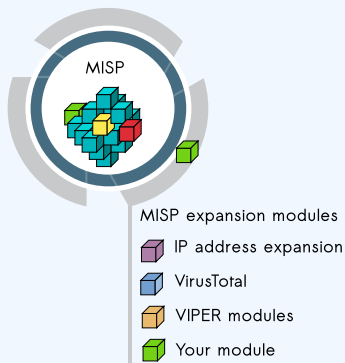 MISP
MISP expansion modules
IP address expansion
VirusTotal
VIPER modules
Your module